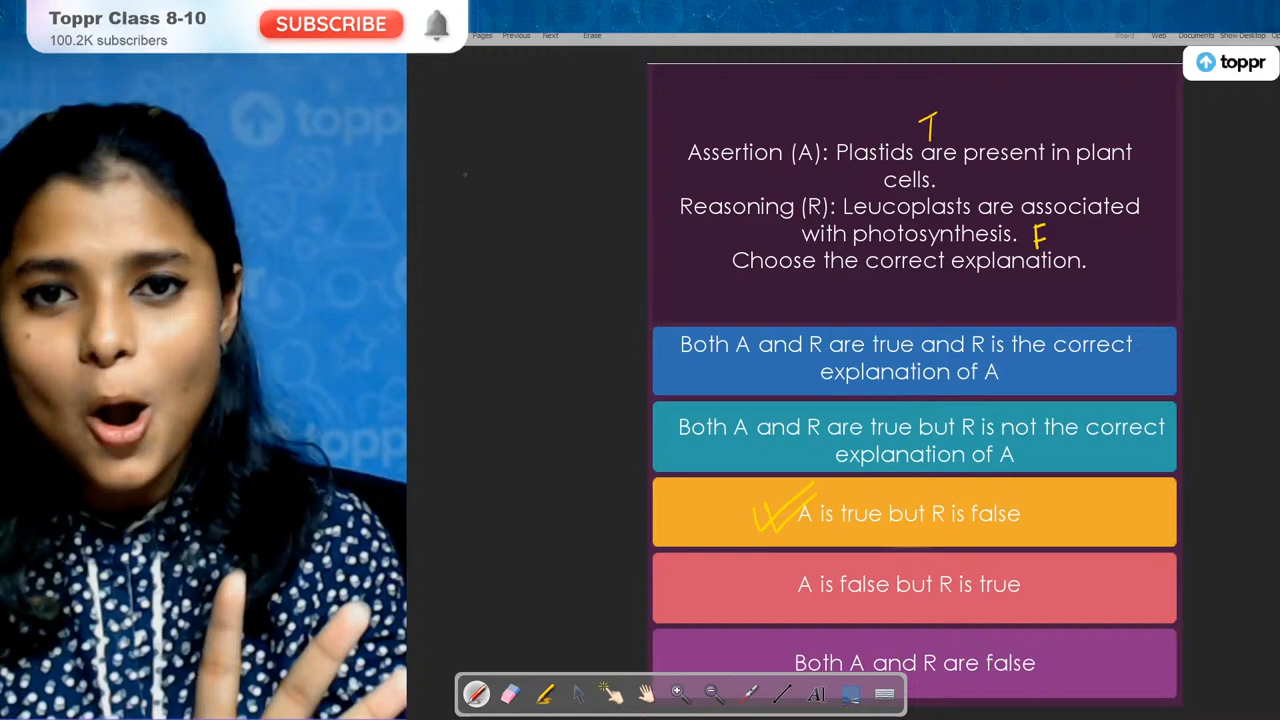 Toppr Class 8-10
100.2K subscribers
SUBSCRIBE
Pages Previous Next Erase
Board Web Documents Show Desktop
toppr
T
Assertion (A): Plastids are present in plant
cells.
Reasoning (R): Leucoplasts are associated
with photosynthesis. F
Choose the correct explanation.
Both A and R are true and R is the correct
explanation of A
Both A and R are true but R is not the correct
explanation of A
A is true but R is false
A is false but R is true
Both A and R are false
toppr
toppr
toppr
A